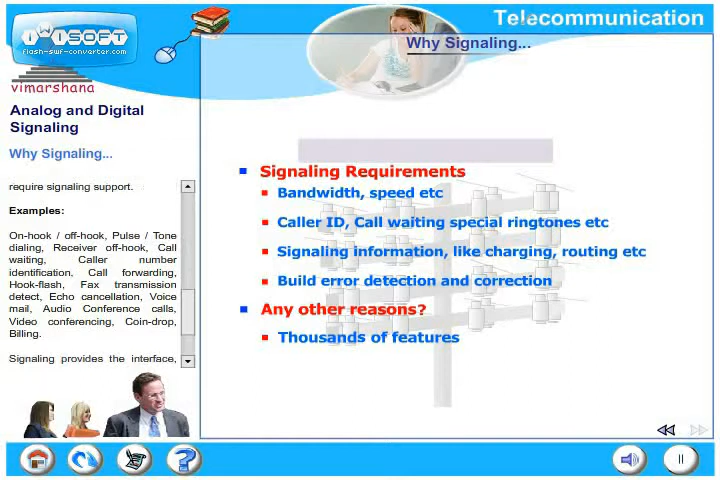 Telecommunication
iwisoft
flash-swf-converter.com
Why Signaling...
vimarshana
Analog and Digital
Signaling
Why Signaling...
require signaling support.
Examples:
On-hook / off-hook, Pulse / Tone
dialing, Receiver off-hook, Call
waiting, Caller number
identification, Call forwarding,
Hook-flash, Fax transmission
detect, Echo cancellation, Voice
mail, Audio Conference calls,
Video conferencing, Coin-drop,
Billing.
Signaling provides the interface,
Signaling Requirements
Bandwidth, speed etc
Caller ID, Call waiting special ringtones etc
Signaling information, like charging, routing etc
Build error detection and correction
Any other reasons?
Thousands of features